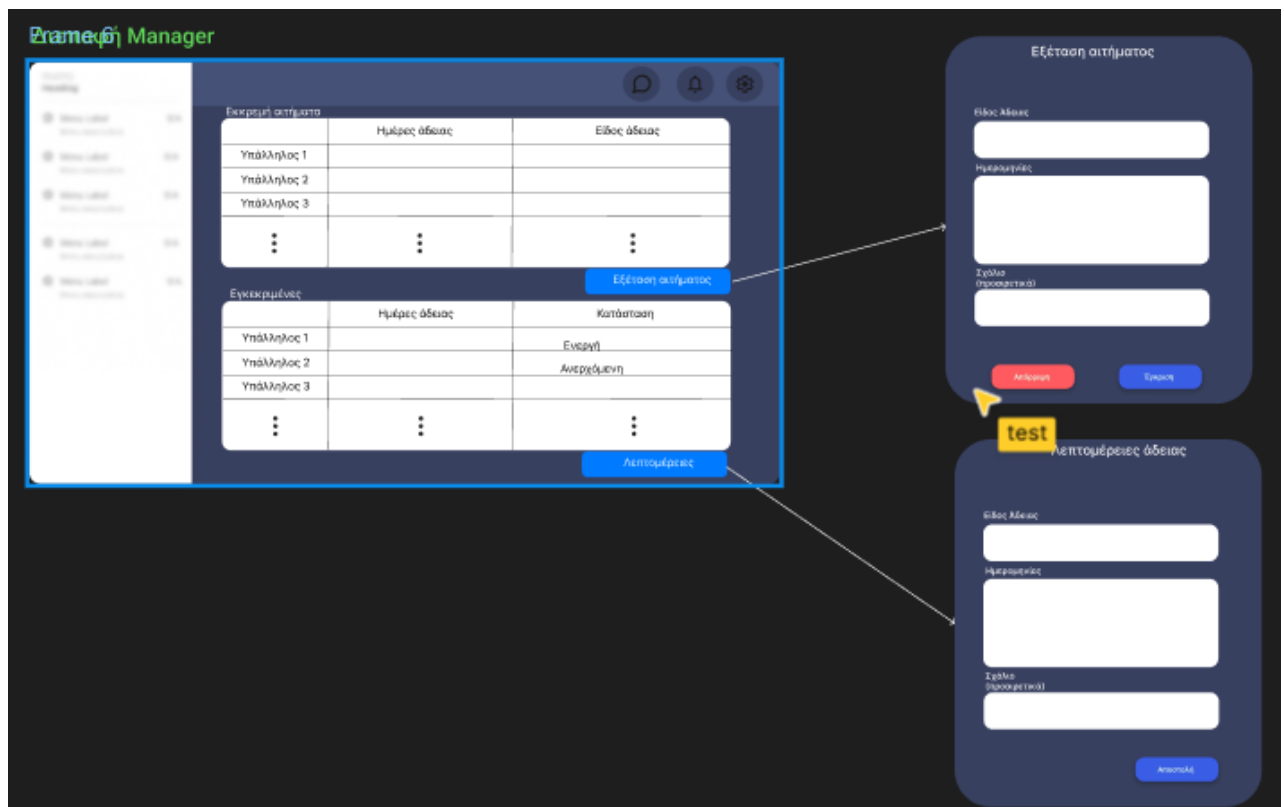 Manager
Εκκρεμή αιτήματα
Ημέρες άδειας
Είδος άδειας
Υπάλληλος 1
Υπάλληλος 2
Υπάλληλος 3
Εξέταση αιτήματος
Εγκεκριμένες
Ημέρες άδειας
Κατάσταση
Υπάλληλος 1
Ενεργή
Υπάλληλος 2
Ανερχόμενη
Υπάλληλος 3
Λεπτομέρειες
Εξέταση αιτήματος
Είδος Άδειας
Ημερομηνίες
Σχόλιο
(προαιρετικό)
Απόρριψη
Έγκριση
test
Λεπτομέρειες άδειας
Είδος Άδειας
Ημερομηνίες
Σχόλιο
(προαιρετικό)
Αποστολή